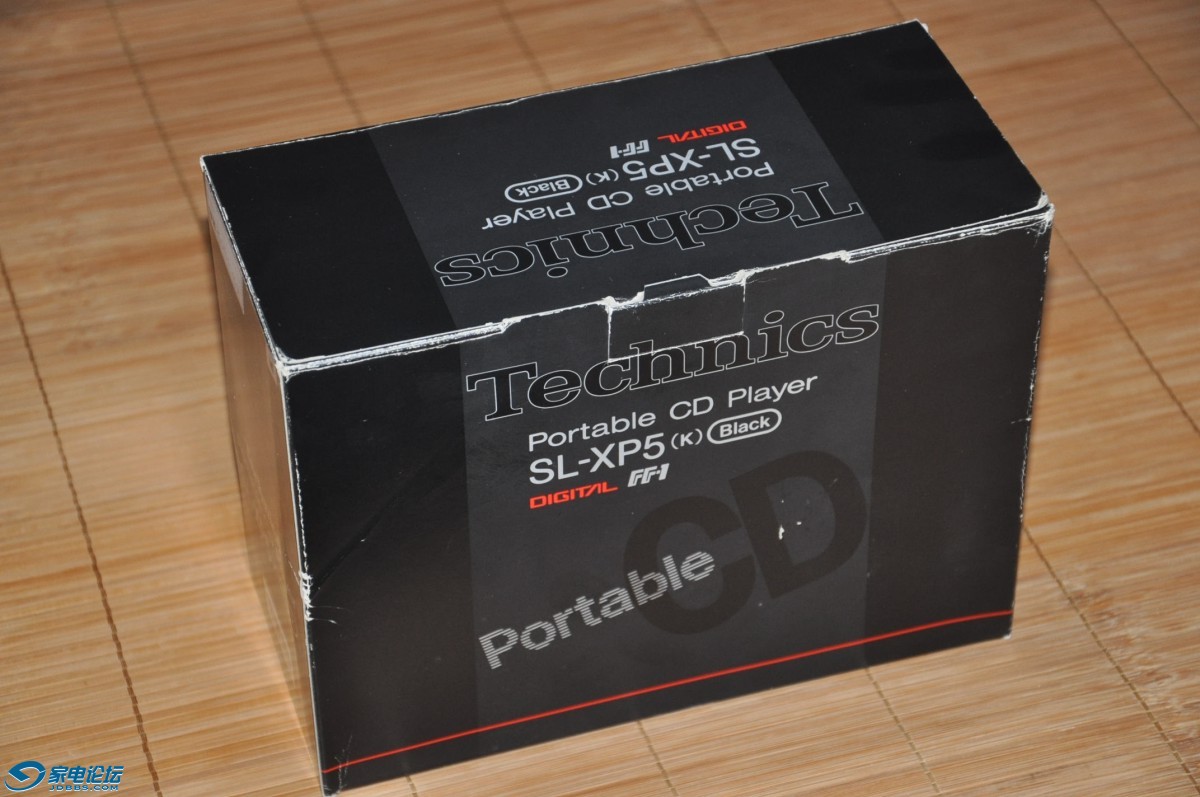 DIGITAL FF-1
SL-XP5 (K) Black
Portable CD Player
Technics
Technics
Portable CD Player
SL-XP5 (K) Black
DIGITAL FF-1
CD
Portable
家电论坛
JDBBS.COM